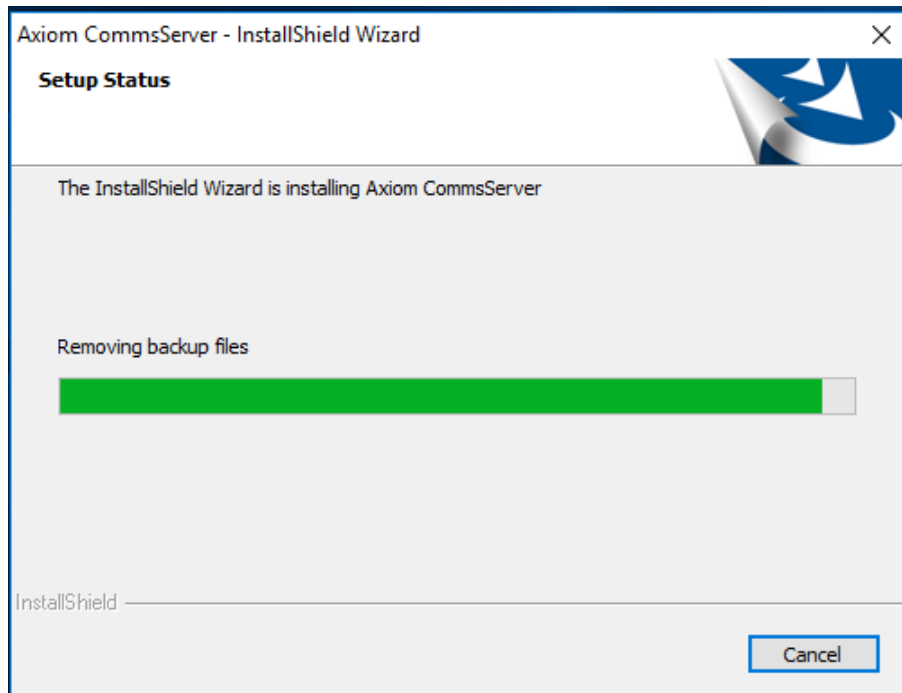 Axiom CommsServer - InstallShield Wizard
Setup Status
The InstallShield Wizard is installing Axiom CommsServer
Removing backup files
InstallShield
Cancel